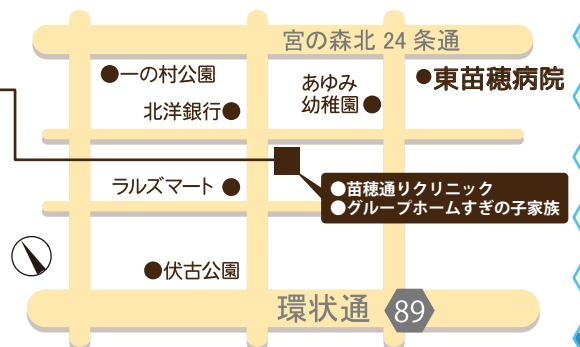 宮の森北24条通
●一の村公園
あゆみ
幼稚園●
●東苗穂病院
北洋銀行●
ラルズマート ●
●苗穂通りクリニック
●グループホームすぎの子家族
●伏古公園
環状通 89